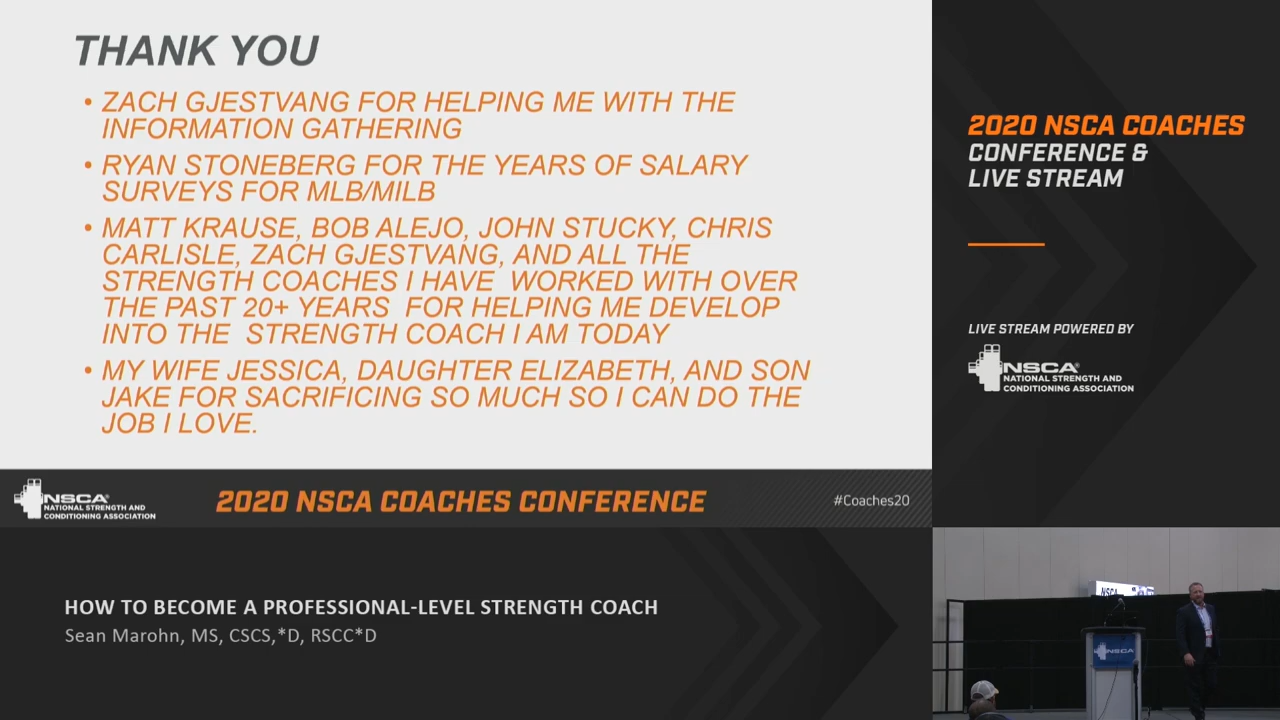 THANK YOU
• ZACH GJESTVANG FOR HELPING ME WITH THE
INFORMATION GATHERING
• RYAN STONEBERG FOR THE YEARS OF SALARY
SURVEYS FOR MLB/MILB
• MATT KRAUSE, BOB ALEJO, JOHN STUCKY, CHRIS
CARLISLE, ZACH GJESTVANG, AND ALL THE
STRENGTH COACHES I HAVE WORKED WITH OVER
THE PAST 20+ YEARS FOR HELPING ME DEVELOP
INTO THE STRENGTH COACH I AM TODAY
• MY WIFE JESSICA, DAUGHTER ELIZABETH, AND SON
JAKE FOR SACRIFICING SO MUCH SO I CAN DO THE
JOB I LOVE.
NSCA®
NATIONAL STRENGTH AND
CONDITIONING ASSOCIATION
2020 NSCA COACHES CONFERENCE
#Coaches20
HOW TO BECOME A PROFESSIONAL-LEVEL STRENGTH COACH
Sean Marohn, MS, CSCS,*D, RSCC*D
2020 NSCA COACHES
CONFERENCE &
LIVE STREAM
LIVE STREAM POWERED BY
NSCA®
NATIONAL STRENGTH AND
CONDITIONING ASSOCIATION
NSCA
NSCA